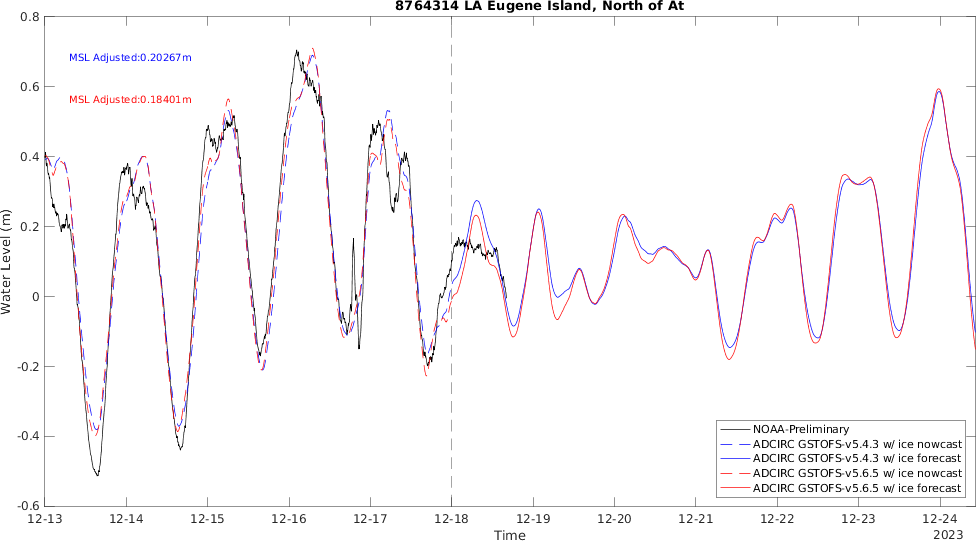 8764314 LA Eugene Island, North of At
MSL Adjusted:0.20267m
MSL Adjusted:0.18401m
Water Level (m)
0.8
0.6
0.4
0.2
0
-0.2
-0.4
-0.6
NOAA-Preliminary
ADCIRC GSTOFS-v5.4.3 w/ ice nowcast
ADCIRC GSTOFS-v5.4.3 w/ ice forecast
ADCIRC GSTOFS-v5.6.5 w/ ice nowcast
ADCIRC GSTOFS-v5.6.5 w/ ice forecast
12-13 12-14 12-15 12-16 12-17 12-18 12-19 12-20 12-21 12-22 12-23 12-24
Time
2023